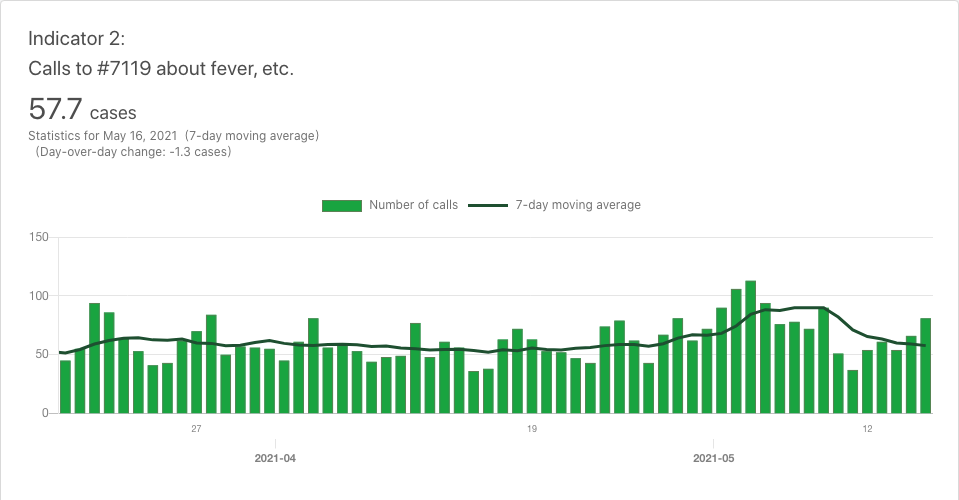 Indicator 2:
Calls to #7119 about fever, etc.
57.7 cases
Statistics for May 16, 2021 (7-day moving average)
(Day-over-day change: -1.3 cases)
Number of calls 7-day moving average
150
100
50
0
27 19 12
2021-04 2021-05